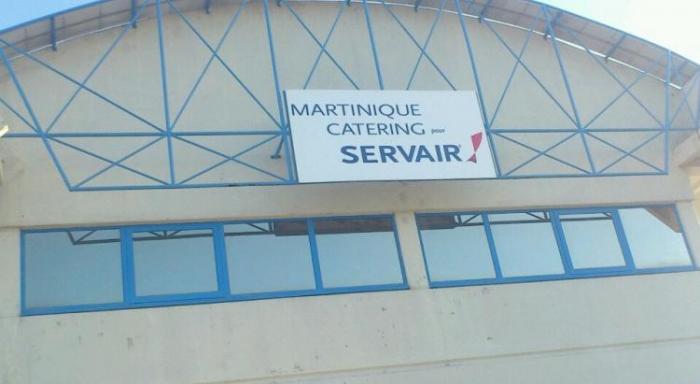 MARTINIQUE
CATERING pour
SERVAIR